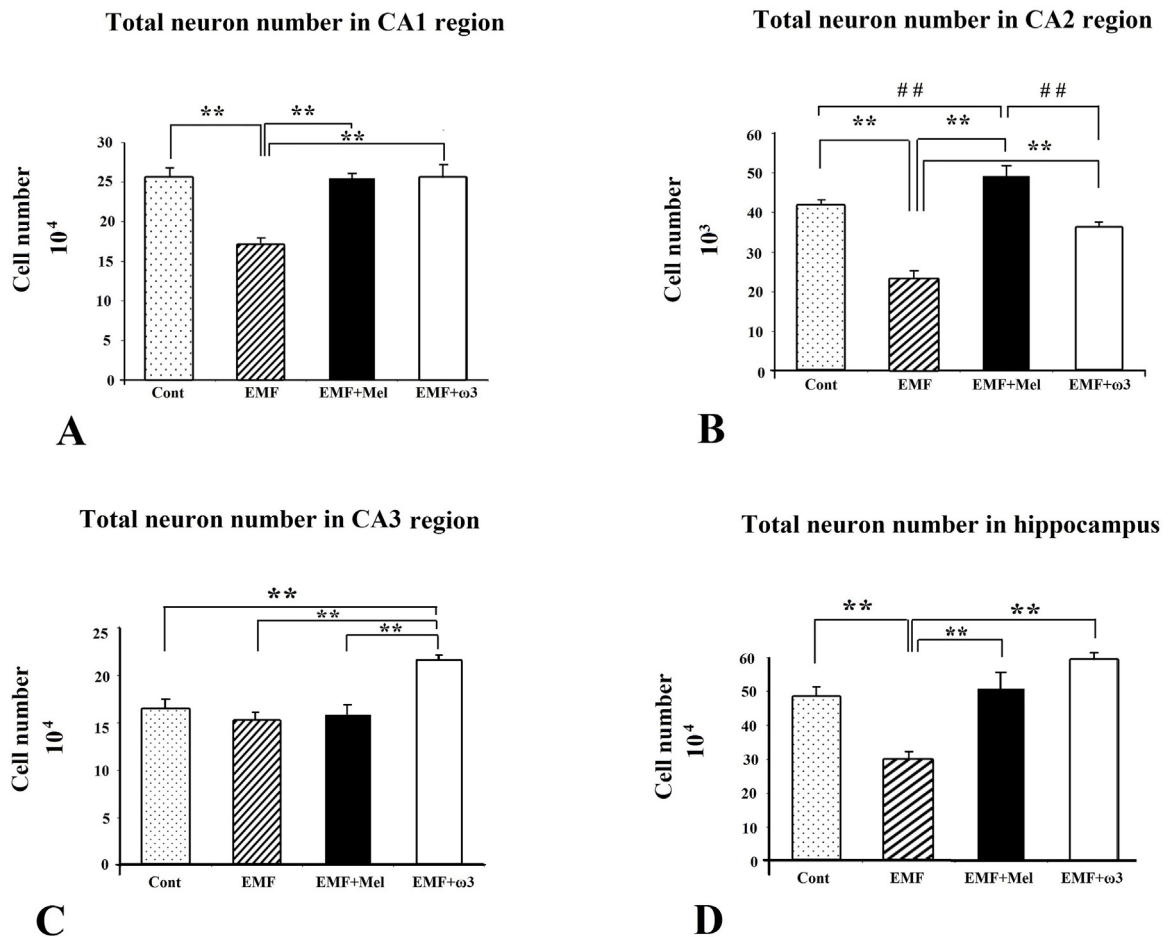 Total neuron number in CA1 region
** **
**
Cell number
10⁴
30
25
20
15
10
5
0
Cont EMF EMF+Mel EMF+ω3
A
Total neuron number in CA2 region
# # # #
** **
**
Cell number
10³
60
50
40
30
20
10
0
Cont EMF EMF+Mel EMF+ω3
B
Total neuron number in CA3 region
**
**
**
Cell number
10⁴
25
20
15
10
5
0
Cont EMF EMF+Mel EMF+ω3
C
Total neuron number in hippocampus
** **
**
Cell number
10⁴
60
50
40
30
20
10
0
Cont EMF EMF+Mel EMF+ω3
D